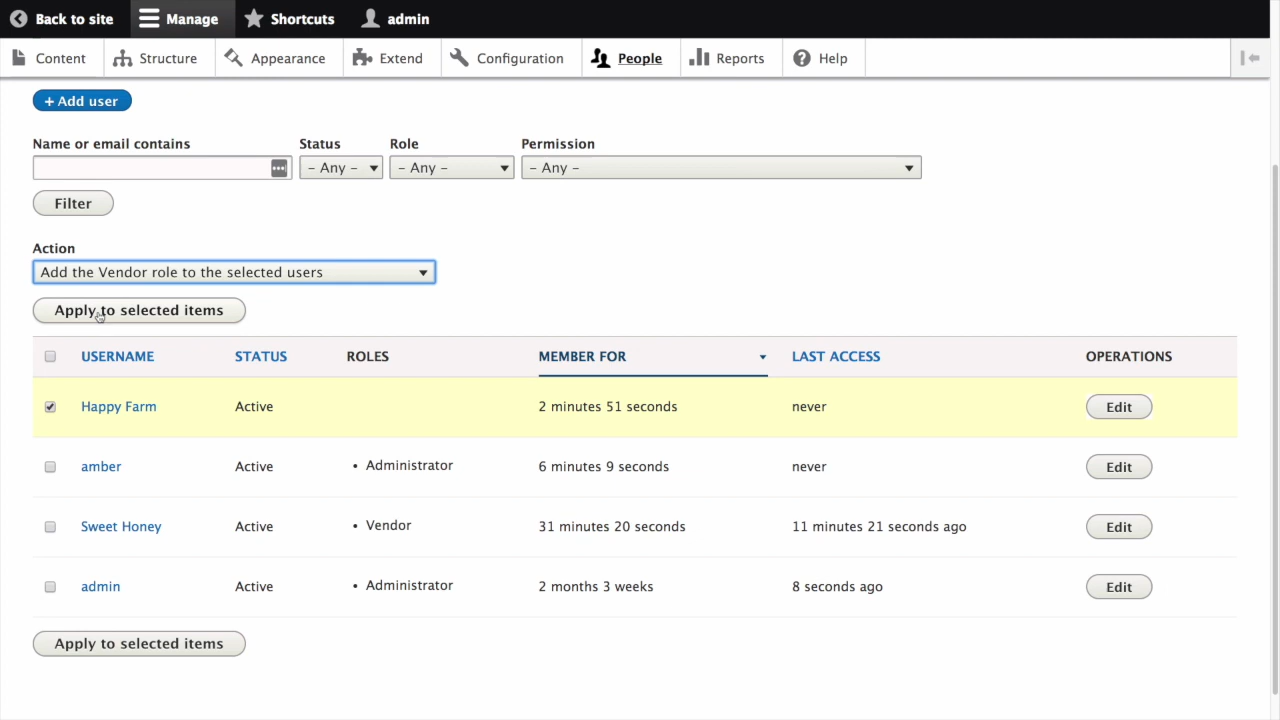 Back to site Manage Shortcuts admin
Content Structure Appearance Extend Configuration People Reports Help
+ Add user
Name or email contains Status Role Permission
– Any – – Any – – Any –
Filter
Action
Add the Vendor role to the selected users
Apply to selected items
USERNAME STATUS ROLES MEMBER FOR LAST ACCESS OPERATIONS
Happy Farm Active 2 minutes 51 seconds never Edit
amber Active • Administrator 6 minutes 9 seconds never Edit
Sweet Honey Active • Vendor 31 minutes 20 seconds 11 minutes 21 seconds ago Edit
admin Active • Administrator 2 months 3 weeks 8 seconds ago Edit
Apply to selected items